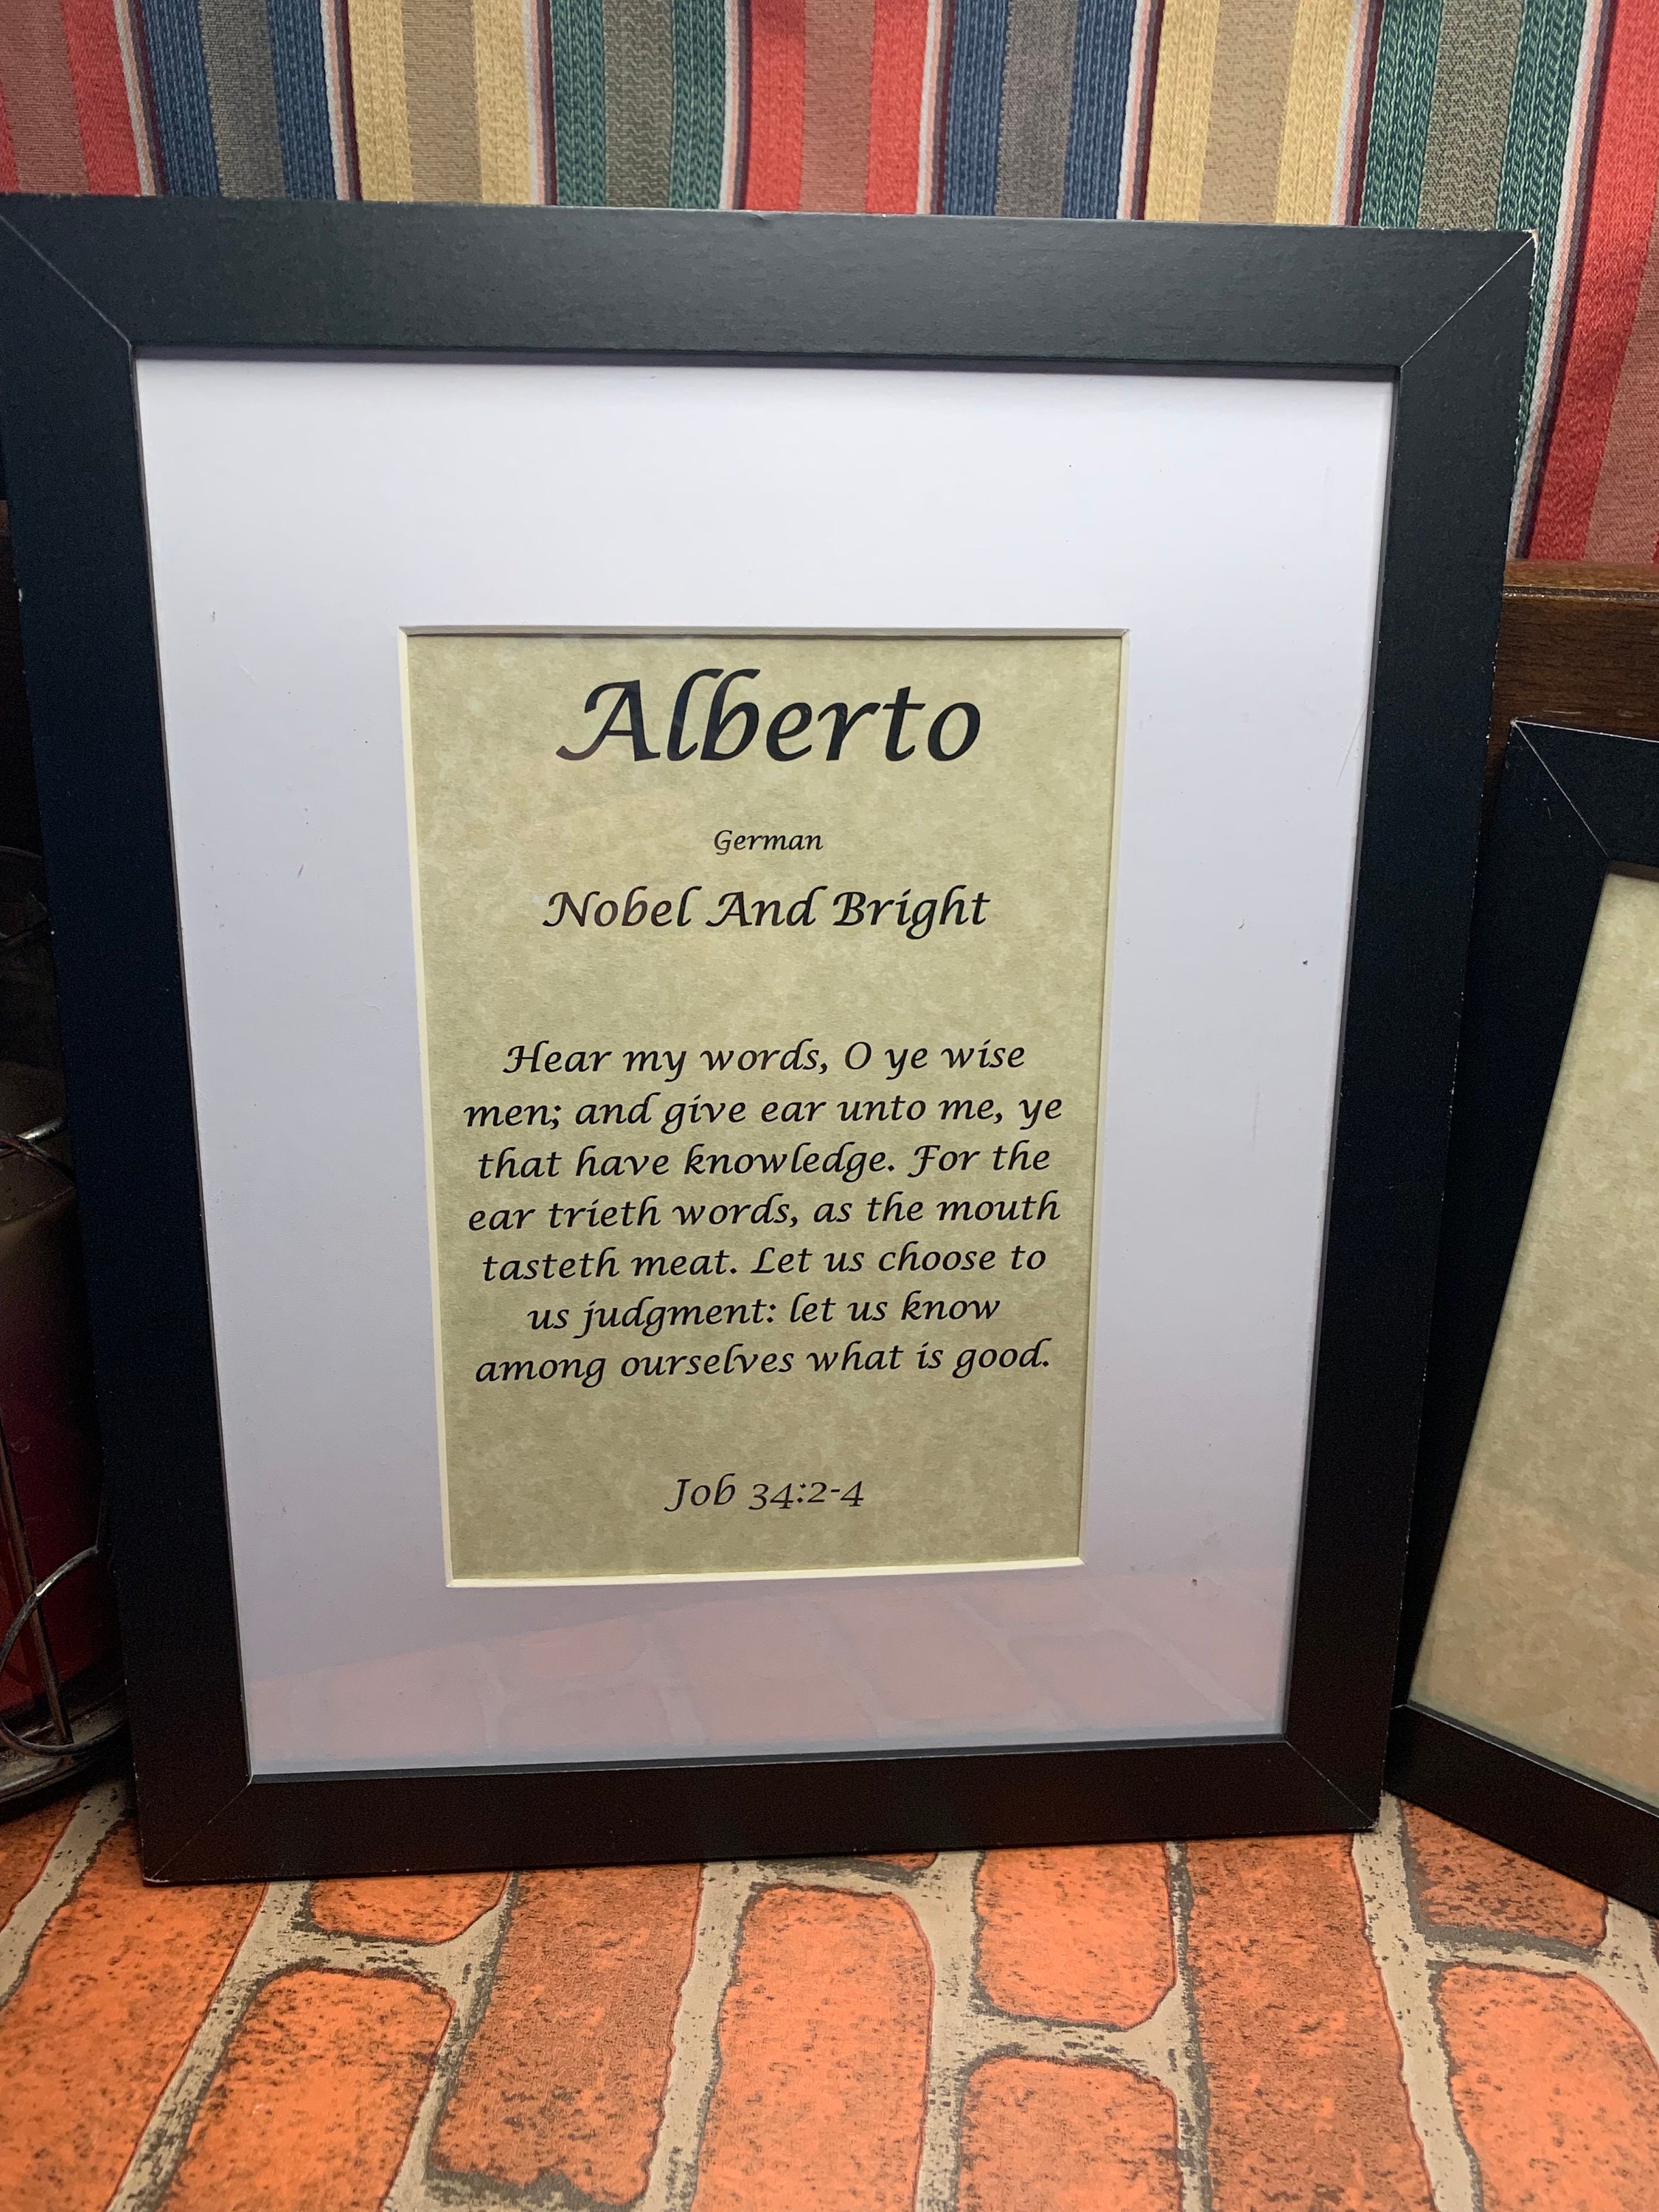 Alberto
German
Nobel And Bright
Hear my words, O ye wise
men; and give ear unto me, ye
that have knowledge. For the
ear trieth words, as the mouth
tasteth meat. Let us choose to
us judgment: let us know
among ourselves what is good.
Job 34:2-4